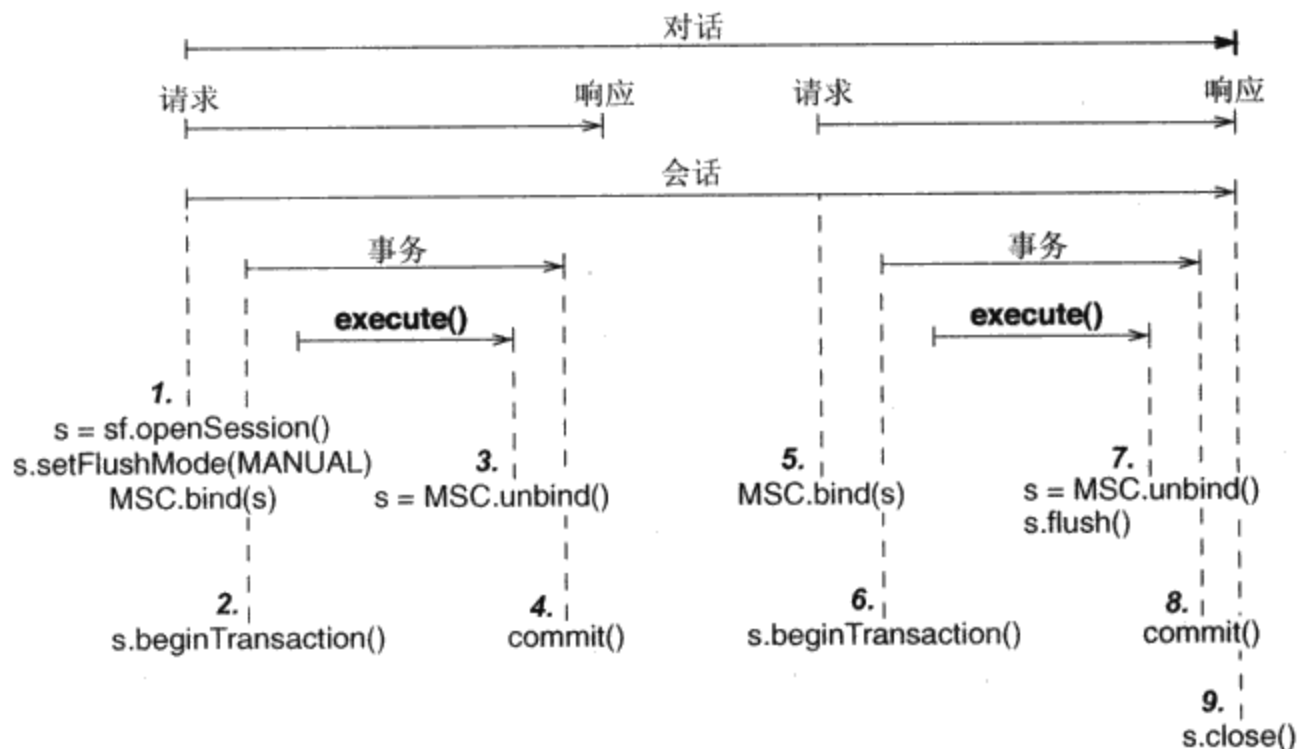 对话
请求
响应
请求
响应
会话
事务
事务
execute()
execute()
1.
s = sf.openSession()
s.setFlushMode(MANUAL)
MSC.bind(s)
3.
s = MSC.unbind()
5.
MSC.bind(s)
7.
s = MSC.unbind()
s.flush()
2.
s.beginTransaction()
4.
commit()
6.
s.beginTransaction()
8.
commit()
9.
s.close()